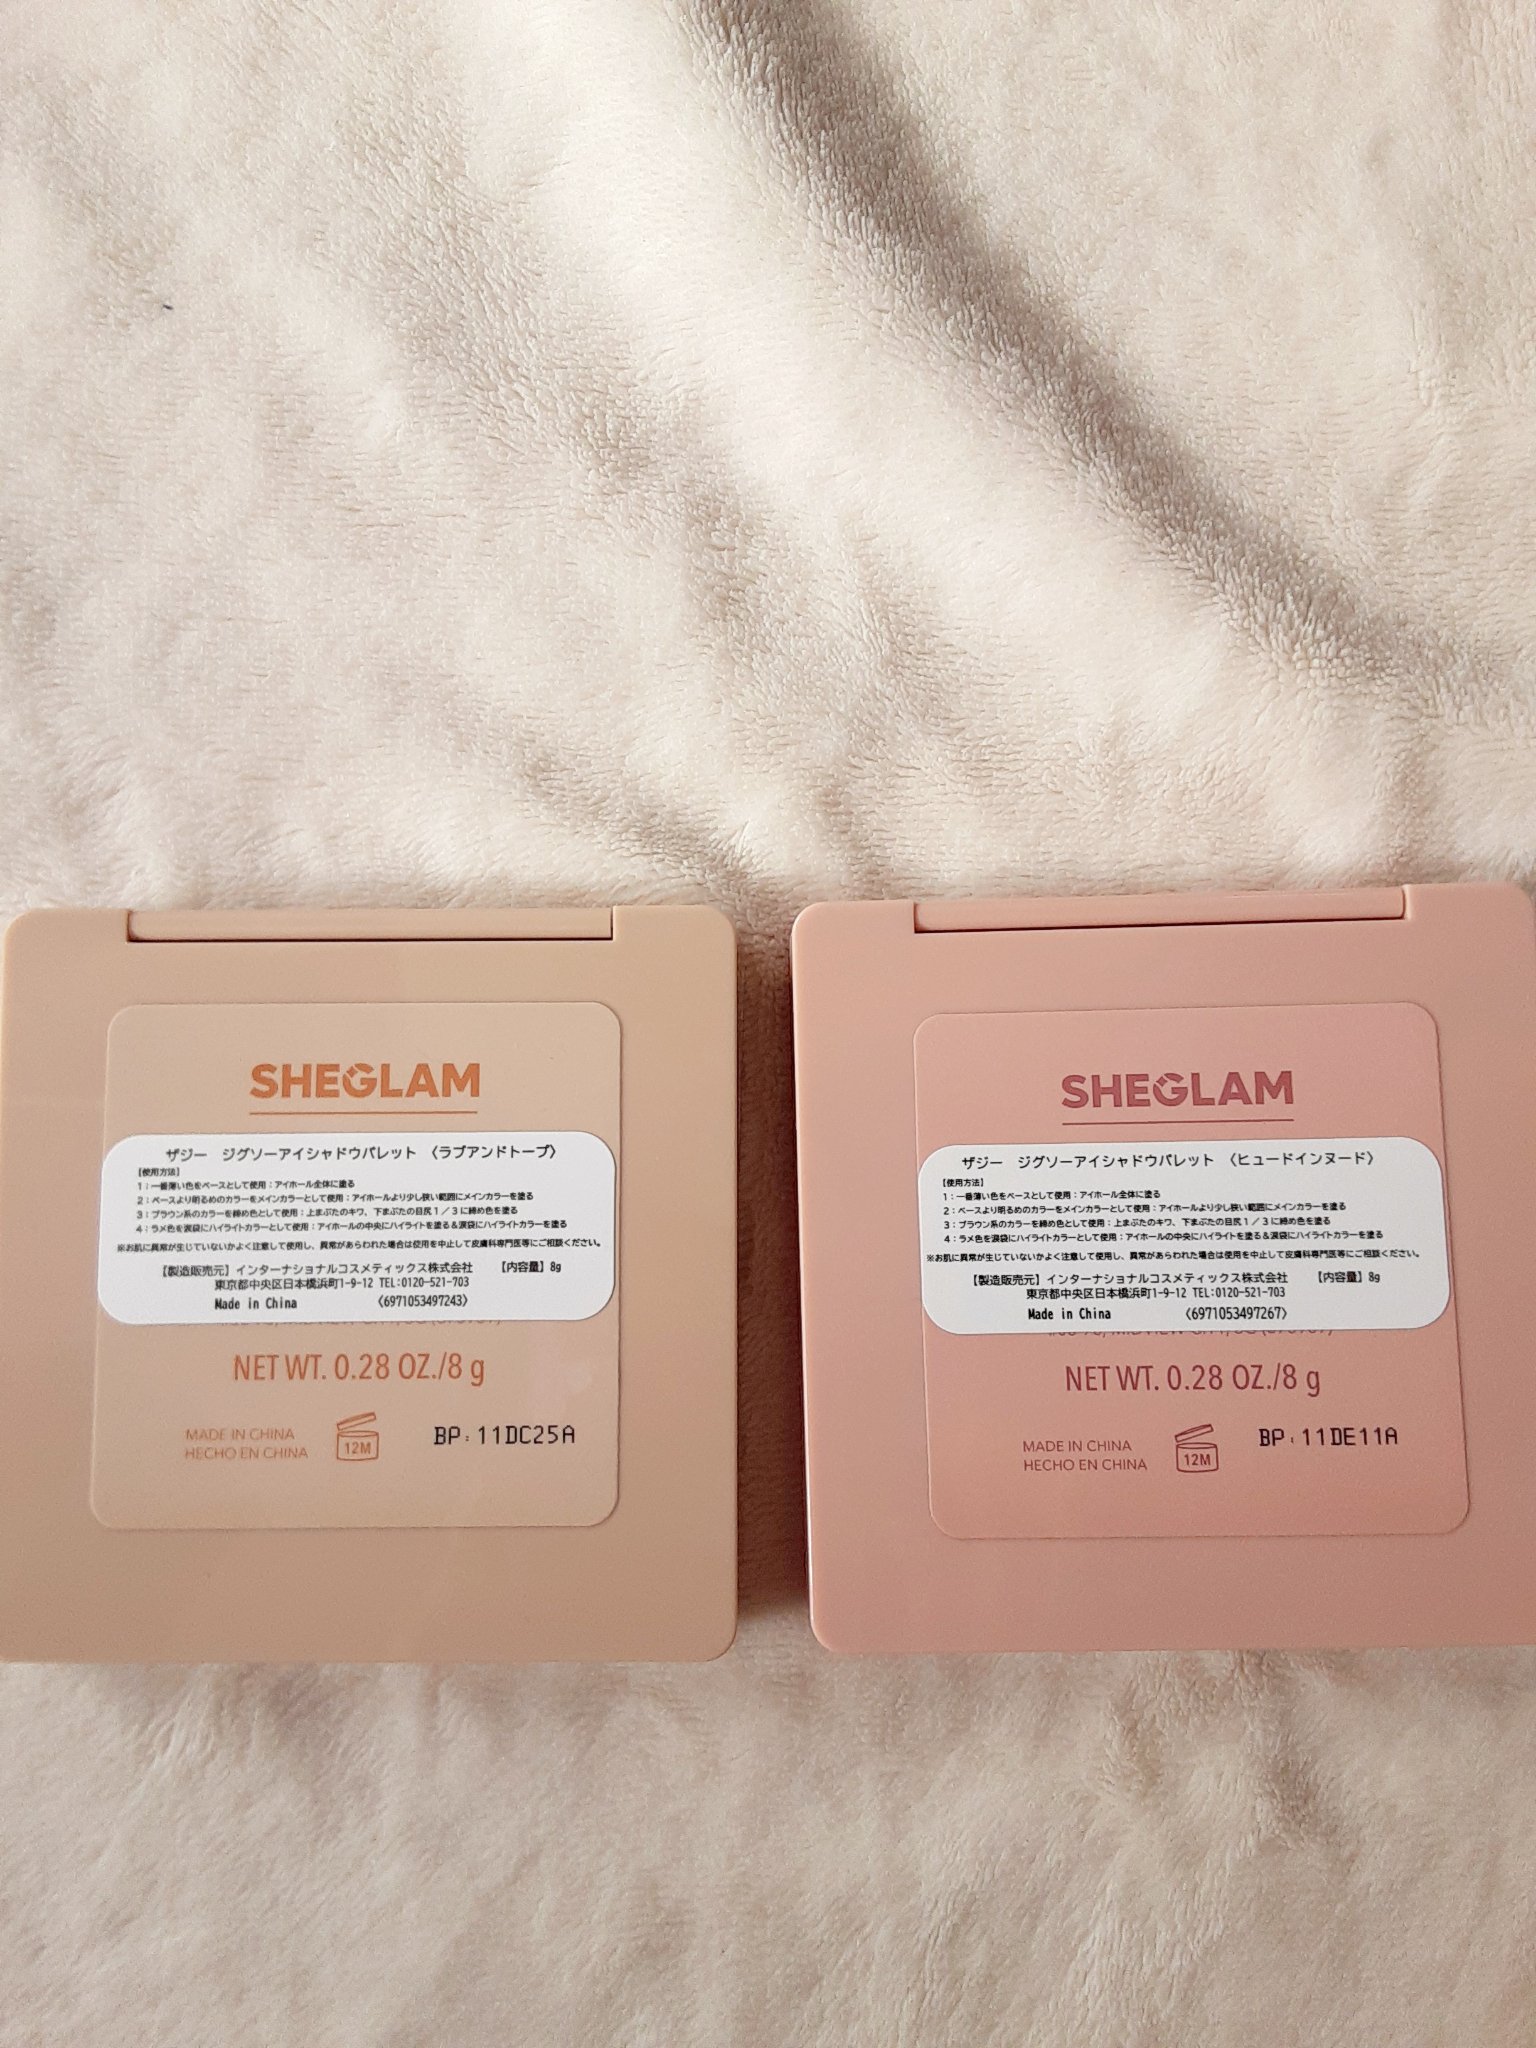 SHEGLAM
ザジー ジグソーアイシャドウパレット 〈ラブアンドトープ〉
【使用方法】
1：一番薄い色をベースとして使用：アイホール全体に塗る
2：ベースより明るめのカラーをメインカラーとして使用：アイホールより少し狭い範囲にメインカラーを塗る
3：ブラウン系のカラーを締め色として使用：上まぶたのキワ、下まぶたの目尻1／3に締め色を塗る
4：ラメ色を涙袋にハイライトカラーとして使用：アイホールの中央にハイライトを塗る＆涙袋にハイライトカラーを塗る
※お肌に異常が生じていないかよく注意して使用し、異常があらわれた場合は使用を中止して皮膚科専門医等にご相談ください。
【製造販売元】インターナショナルコスメティックス株式会社 【内容量】8g
東京都中央区日本橋浜町1-9-12 TEL:0120-521-703
Made in China 〈6971053497243〉
NET WT. 0.28 OZ./8 g
MADE IN CHINA
HECHO EN CHINA
12M
BP: 11DC25A
SHEGLAM
ザジー ジグソーアイシャドウパレット 〈ヒュードインヌード〉
【使用方法】
1：一番薄い色をベースとして使用：アイホール全体に塗る
2：ベースより明るめのカラーをメインカラーとして使用：アイホールより少し狭い範囲にメインカラーを塗る
3：ブラウン系のカラーを締め色として使用：上まぶたのキワ、下まぶたの目尻1／3に締め色を塗る
4：ラメ色を涙袋にハイライトカラーとして使用：アイホールの中央にハイライトを塗る＆涙袋にハイライトカラーを塗る
※お肌に異常が生じていないかよく注意して使用し、異常があらわれた場合は使用を中止して皮膚科専門医等にご相談ください。
【製造販売元】インターナショナルコスメティックス株式会社 【内容量】8g
東京都中央区日本橋浜町1-9-12 TEL:0120-521-703
Made in China 〈6971053497267〉
NET WT. 0.28 OZ./8 g
MADE IN CHINA
HECHO EN CHINA
12M
BP: 11DE11A